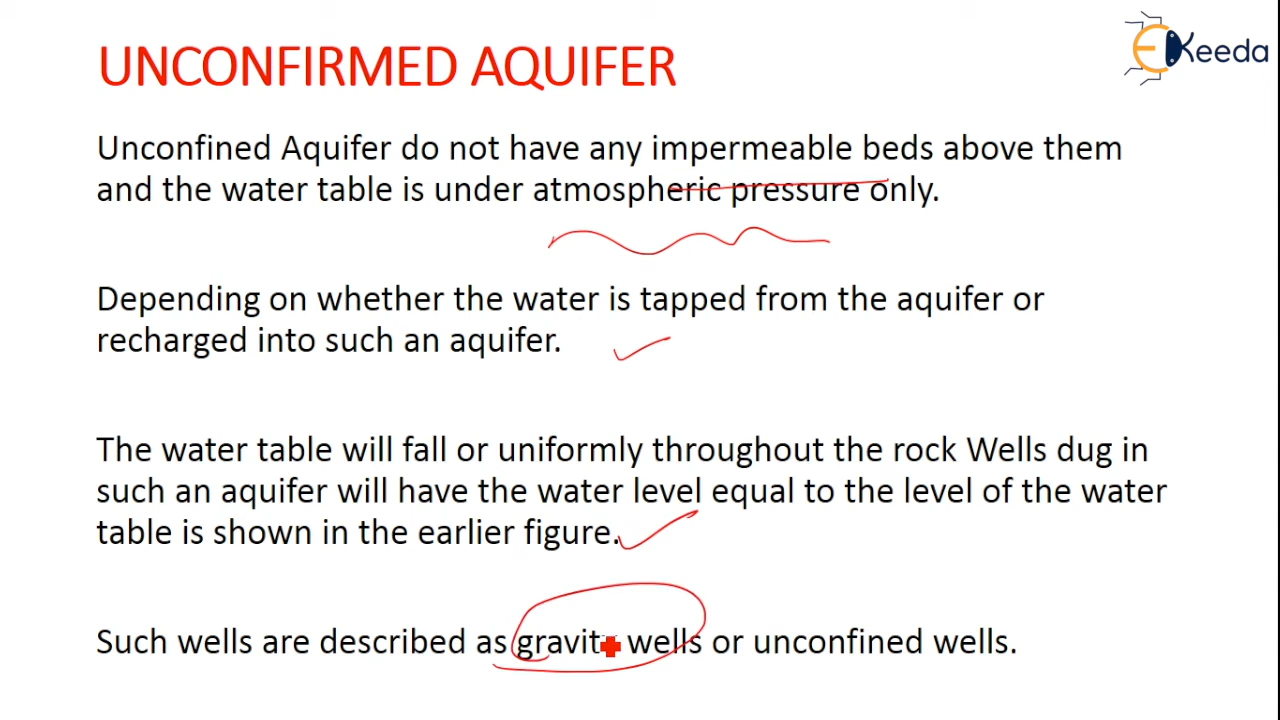 UNCONFIRMED AQUIFER
EKeeda
Unconfined Aquifer do not have any impermeable beds above them
and the water table is under atmospheric pressure only.
Depending on whether the water is tapped from the aquifer or
recharged into such an aquifer.
The water table will fall or uniformly throughout the rock Wells dug in
such an aquifer will have the water level equal to the level of the water
table is shown in the earlier figure.
Such wells are described as gravity wells or unconfined wells.